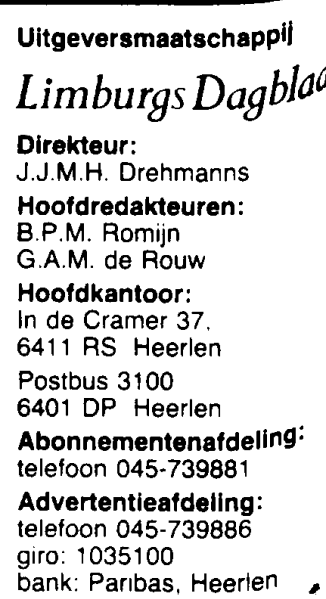 Uitgeversmaatschappij
Limburgs Dagblad
Direkteur:
J.J.M.H. Drehmanns
Hoofdredakteuren:
B.P.M. Romijn
G.A.M. de Rouw
Hoofdkantoor:
In de Cramer 37,
6411 RS Heerlen
Postbus 3100
6401 DP Heerlen
Abonnementenafdeling:
telefoon 045-739881
Advertentieafdeling:
telefoon 045-739886
giro: 1035100
bank: Paribas, Heerlen